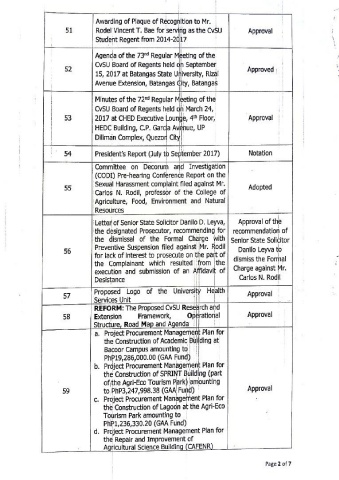 51
Awarding of Plaque of Recognition to Mr.
Rodel Vincent T. Bae for serving as the CvSU
Student Regent from 2014-2017
Approval
52
Agenda of the 73rd Regular Meeting of the
CvSU Board of Regents held on September
15, 2017 at Batangas State University, Rizal
Avenue Extension, Batangas City, Batangas
Approved
53
Minutes of the 72nd Regular Meeting of the
CvSU Board of Regents held on March 24,
2017 at CHED Executive Lounge, 4th Floor,
HEDC Building, C.P. Garcia Avenue, UP
Diliman Complex, Quezon City
Approval
54
President's Report (July to September 2017)
Notation
55
Committee on Decorum and Investigation
(CODI) Pre-hearing Conference Report on the
Sexual Harassment complaint filed against Mr.
Carlos N. Rodil, professor of the College of
Agriculture, Food, Environment and Natural
Resources
Adopted
56
Letter of Senior State Solicitor Danilo D. Leyva,
the designated Prosecutor, recommending for
the dismissal of the Formal Charge with
Preventive Suspension filed against Mr. Rodil
for lack of interest to prosecute on the part of
the Complainant which resulted from the
execution and submission of an Affidavit of
Desistance
Approval of the
recommendation of
Senior State Solicitor
Danilo Leyva to
dismiss the Formal
Charge against Mr.
Carlos N. Rodil
57
Proposed Logo of the University Health
Services Unit
Approval
58
REFORM: The Proposed CvSU Research and
Extension Framework, Operational
Structure, Road Map and Agenda
Approval
59
a. Project Procurement Management Plan for
the Construction of Academic Building at
Bacoor Campus amounting to
PhP19,286,000.00 (GAA Fund)
b. Project Procurement Management Plan for
the Construction of SPRINT Building (part
of the Agri-Eco Tourism Park) amounting
to PhP3,247,998.38 (GAA Fund)
c. Project Procurement Management Plan for
the Construction of Lagoon at the Agri-Eco
Tourism Park amounting to
PhP1,236,330.20 (GAA Fund)
d. Project Procurement Management Plan for
the Repair and Improvement of
Agricultural Science Building (CAFENR)
Approval
Page 2 of 7